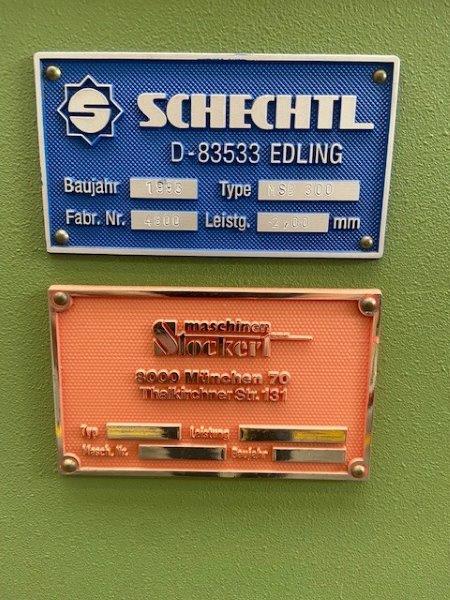 S SCHECHTL
D-83533 EDLING
Baujahr Type
Fabr. Nr. Leistg. mm
maschinen
Stockert
8000 München 70
Thalkirchner Str. 131
Typ Leistung
Masch. Nr. Baujahr